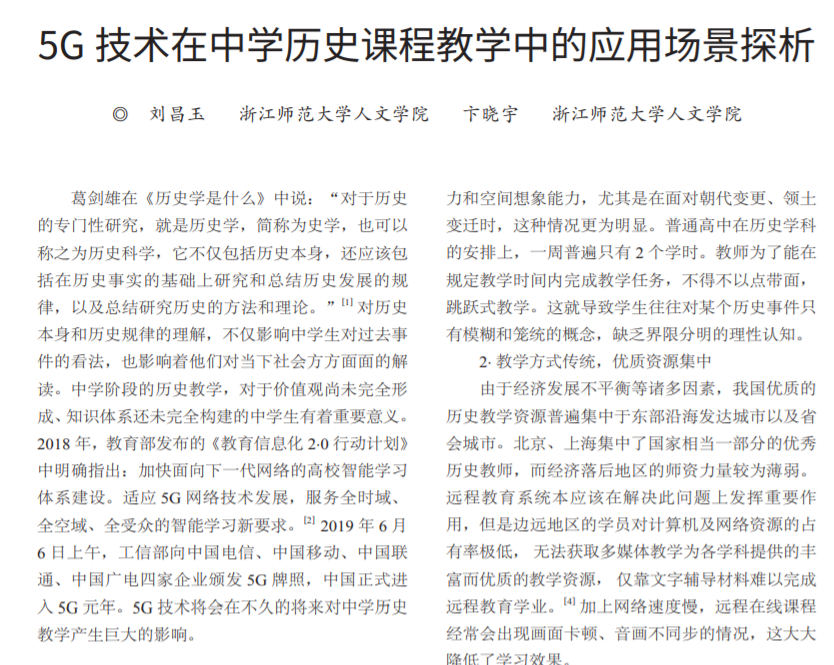 5G 技术在中学历史课程教学中的应用场景探析
◎ 刘昌玉 浙江师范大学人文学院 卞晓宇 浙江师范大学人文学院
葛剑雄在《历史学是什么》中说：“对于历史
的专门性研究，就是历史学，简称为史学，也可以
称之为历史科学，它不仅包括历史本身，还应该包
括在历史事实的基础上研究和总结历史发展的规
律，以及总结研究历史的方法和理论。”[1] 对历史
本身和历史规律的理解，不仅影响中学生对过去事
件的看法，也影响着他们对当下社会方方面面的解
读。中学阶段的历史教学，对于价值观尚未完全形
成、知识体系还未完全构建的中学生有着重要意义。
2018 年，教育部发布的《教育信息化 2·0 行动计划》
中明确指出：加快面向下一代网络的高校智能学习
体系建设。适应 5G 网络技术发展，服务全时域、
全空域、全受众的智能学习新要求。[2] 2019 年 6 月
6 日上午，工信部向中国电信、中国移动、中国联
通、中国广电四家企业颁发 5G 牌照，中国正式进
入 5G 元年。5G 技术将会在不久的将来对中学历史
教学产生巨大的影响。
力和空间想象能力，尤其是在面对朝代变更、领土
变迁时，这种情况更为明显。普通高中在历史学科
的安排上，一周普遍只有 2 个学时。教师为了能在
规定教学时间内完成教学任务，不得不以点带面，
跳跃式教学。这就导致学生往往对某个历史事件只
有模糊和笼统的概念，缺乏界限分明的理性认知。
2· 教学方式传统，优质资源集中
由于经济发展不平衡等诸多因素，我国优质的
历史教学资源普遍集中于东部沿海发达城市以及省
会城市。北京、上海集中了国家相当一部分的优秀
历史教师，而经济落后地区的师资力量较为薄弱。
远程教育系统本应该在解决此问题上发挥重要作
用，但是边远地区的学员对计算机及网络资源的占
有率极低， 无法获取多媒体教学为各学科提供的丰
富而优质的教学资源， 仅靠文字辅导材料难以完成
远程教育学业。[4] 加上网络速度慢，远程在线课程
经常会出现画面卡顿、音画不同步的情况，这大大
降低了学习效果。